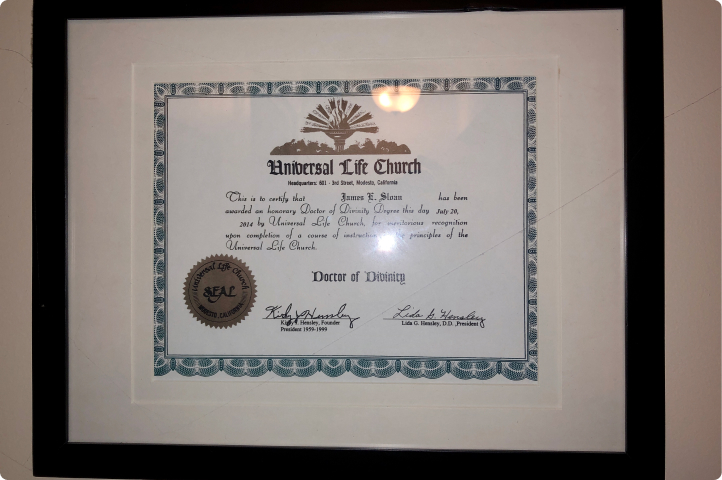 Universal Life Church
Headquarters: 601 - 3rd Street, Modesto, California
This is to certify that James E. Sloan has been
awarded an honorary Doctor of Divinity Degree this day July 20,
2014 by Universal Life Church, for meritorious recognition
upon completion of a course of instruction principles of the
Universal Life Church.
Doctor of Divinity
Universal Life Church
SEAL
MODESTO, CALIFORNIA
Kirby J. Hensley
Lida G. Hensley
Hensley, Founder
Lida G. Hensley, D.D. ,President
President 1959-1999